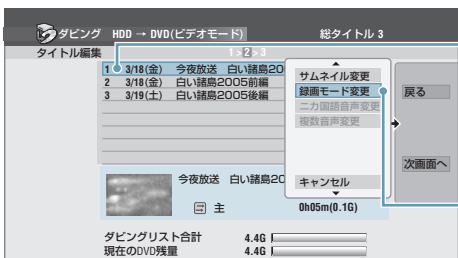 ダビング HDD → DVD(ビデオモード) 総タイトル 3
タイトル編集 1 > 2 > 3
1 3/18(金) 今夜放送 白い諸島20
2 3/18(金) 白い諸島2005前編
3 3/19(土) 白い諸島2005後編
サムネイル変更
録画モード変更
二カ国語音声変更
複数音声変更
キャンセル
戻る
次画面へ
今夜放送 白い諸島20
主 0h05m(0.1G)
ダビングリスト合計 4.4G
現在のDVD残量 4.4G